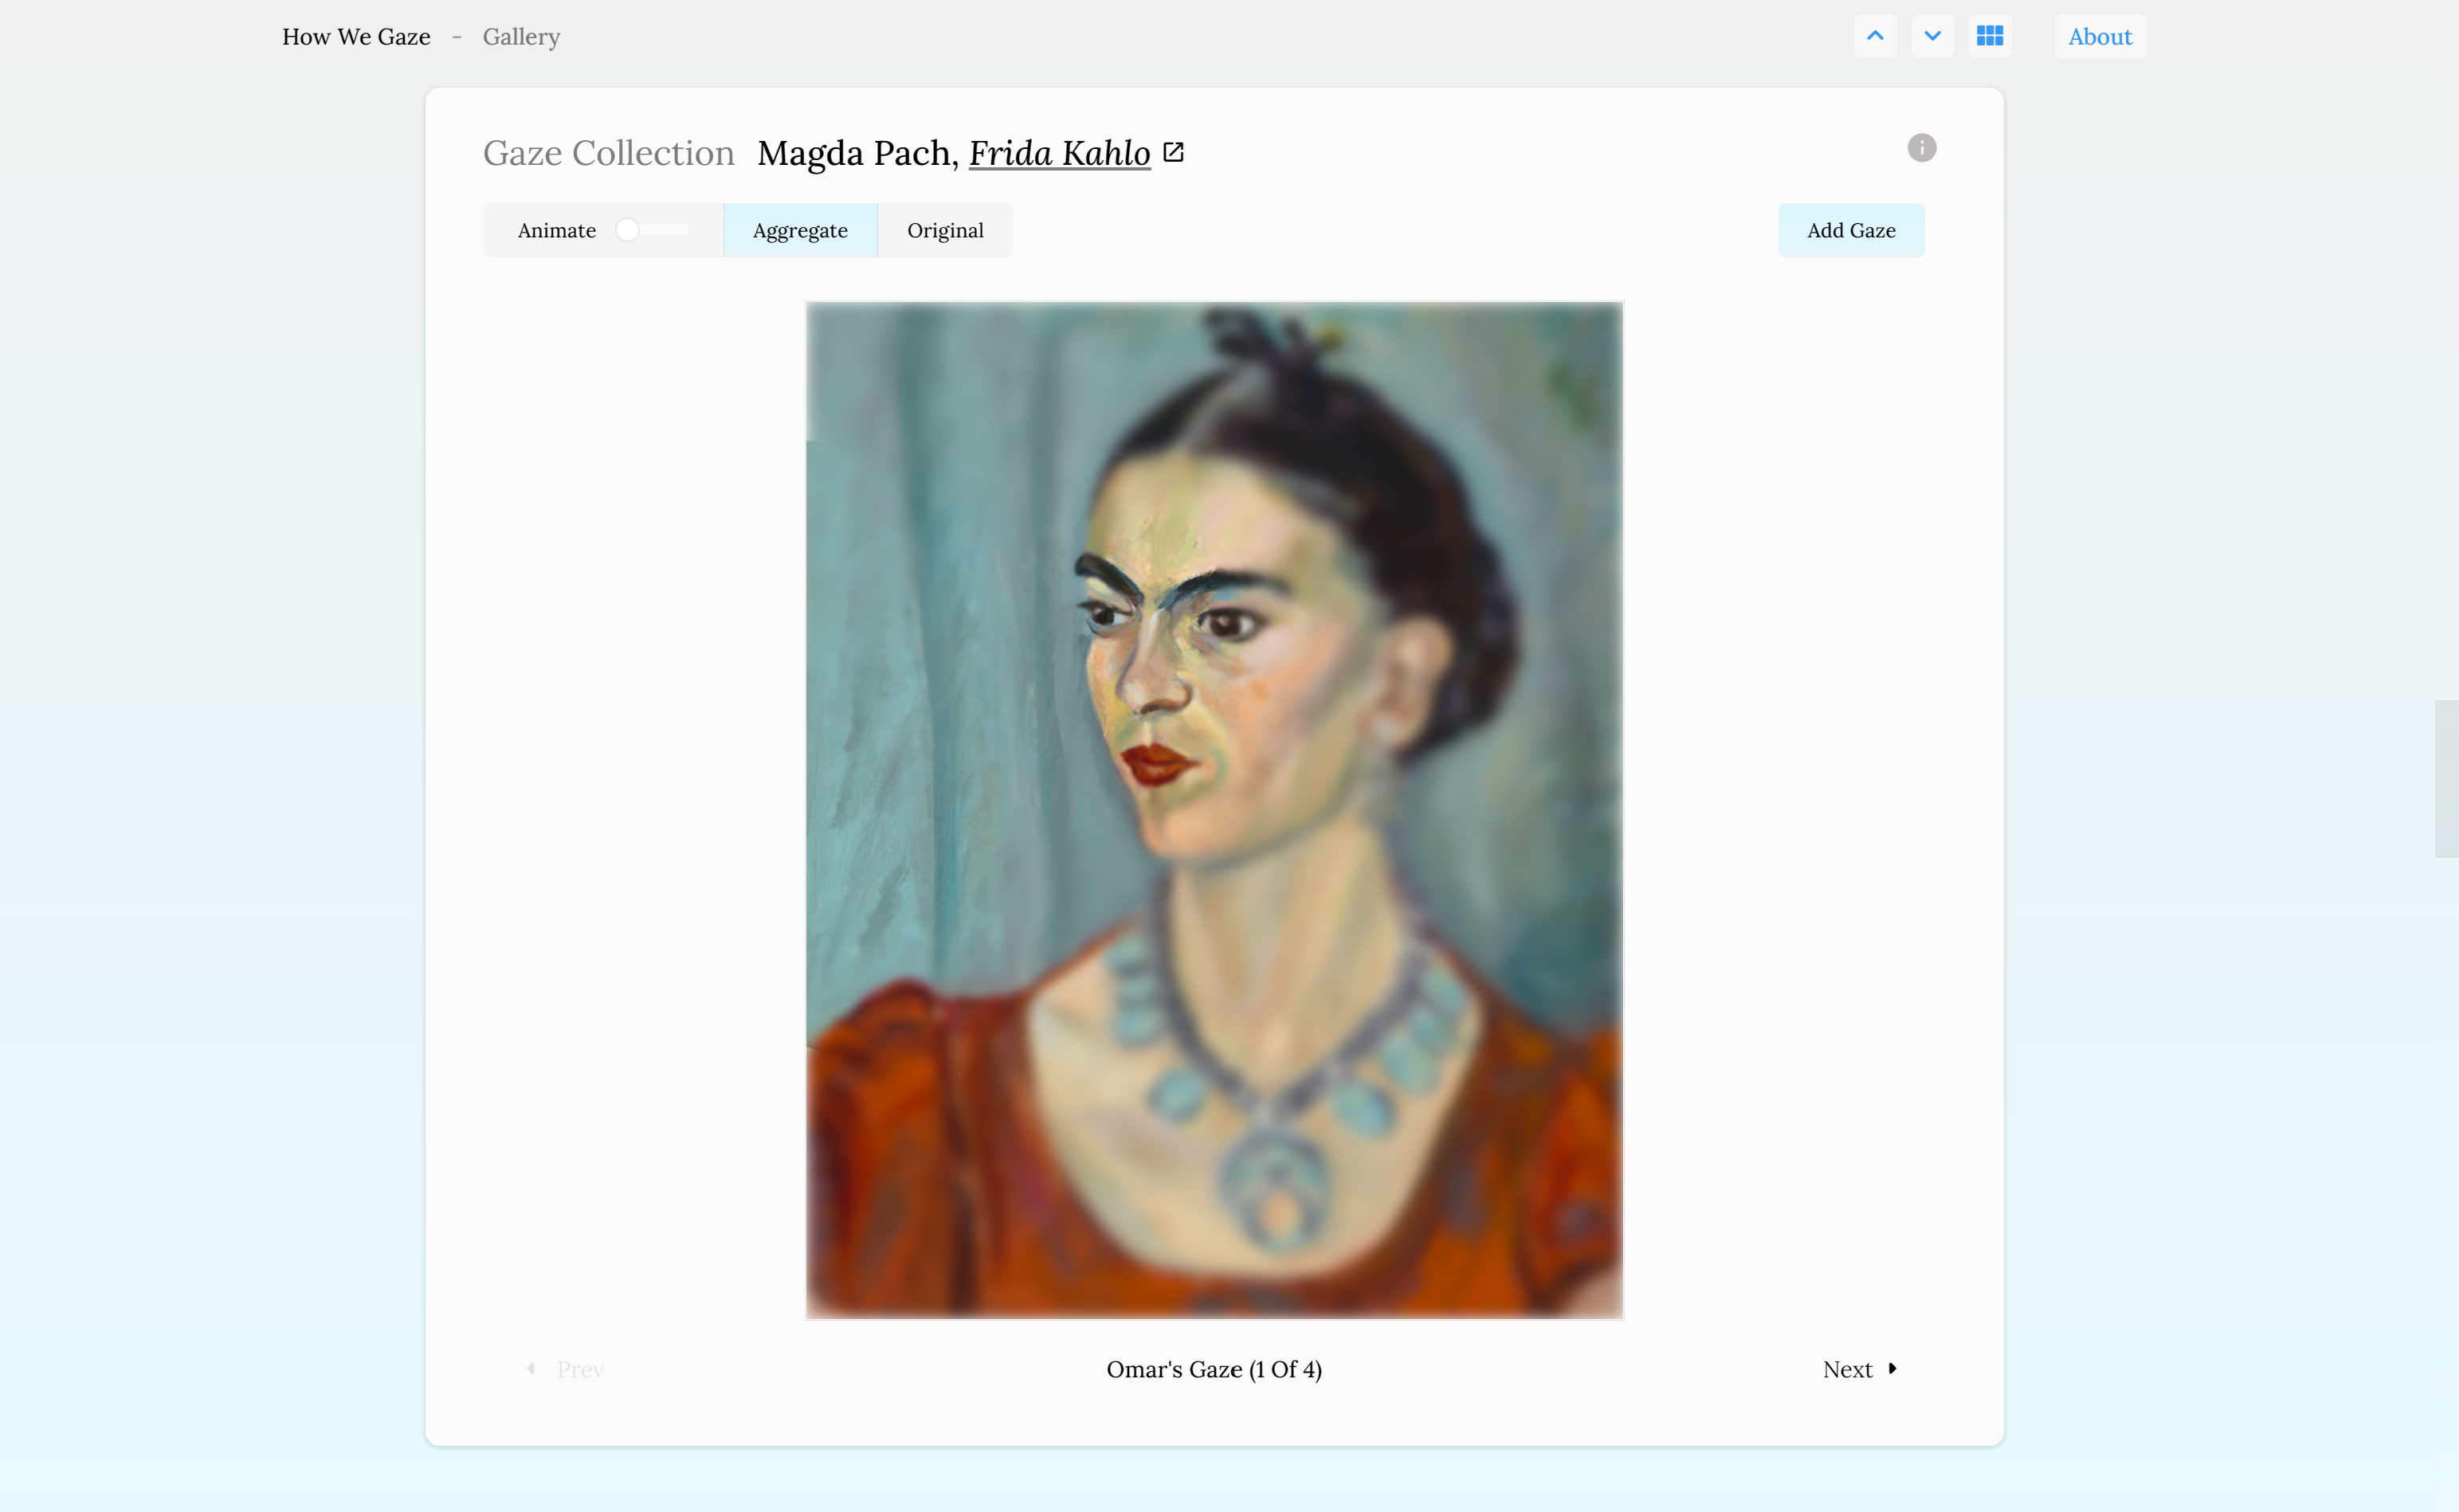 How We Gaze - Gallery
About
Gaze Collection Magda Pach, Frida Kahlo
Animate Aggregate Original Add Gaze
Prev Omar's Gaze (1 Of 4) Next